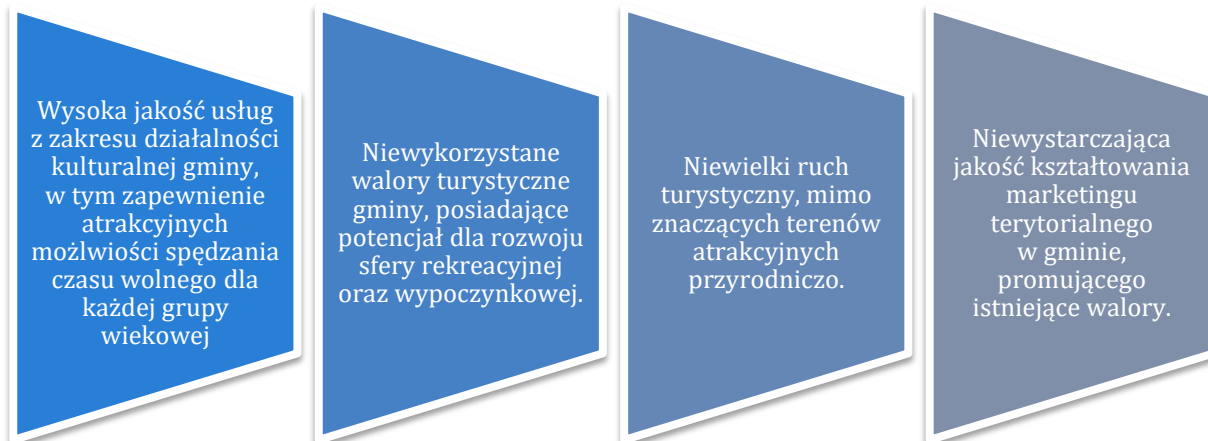 Wysoka jakość usług
z zakresu działalności
kulturalnej gminy,
w tym zapewnienie
atrakcyjnych
możlwiości spędzania
czasu wolnego dla
każdej grupy
wiekowej
Niewykorzystane
walory turystyczne
gminy, posiadające
potencjał dla rozwoju
sfery rekreacyjnej
oraz wypoczynkowej.
Niewielki ruch
turystyczny, mimo
znaczących terenów
atrakcyjnych
przyrodniczo.
Niewystarczająca
jakość kształtowania
marketingu
terytorialnego
w gminie,
promującego
istniejące walory.